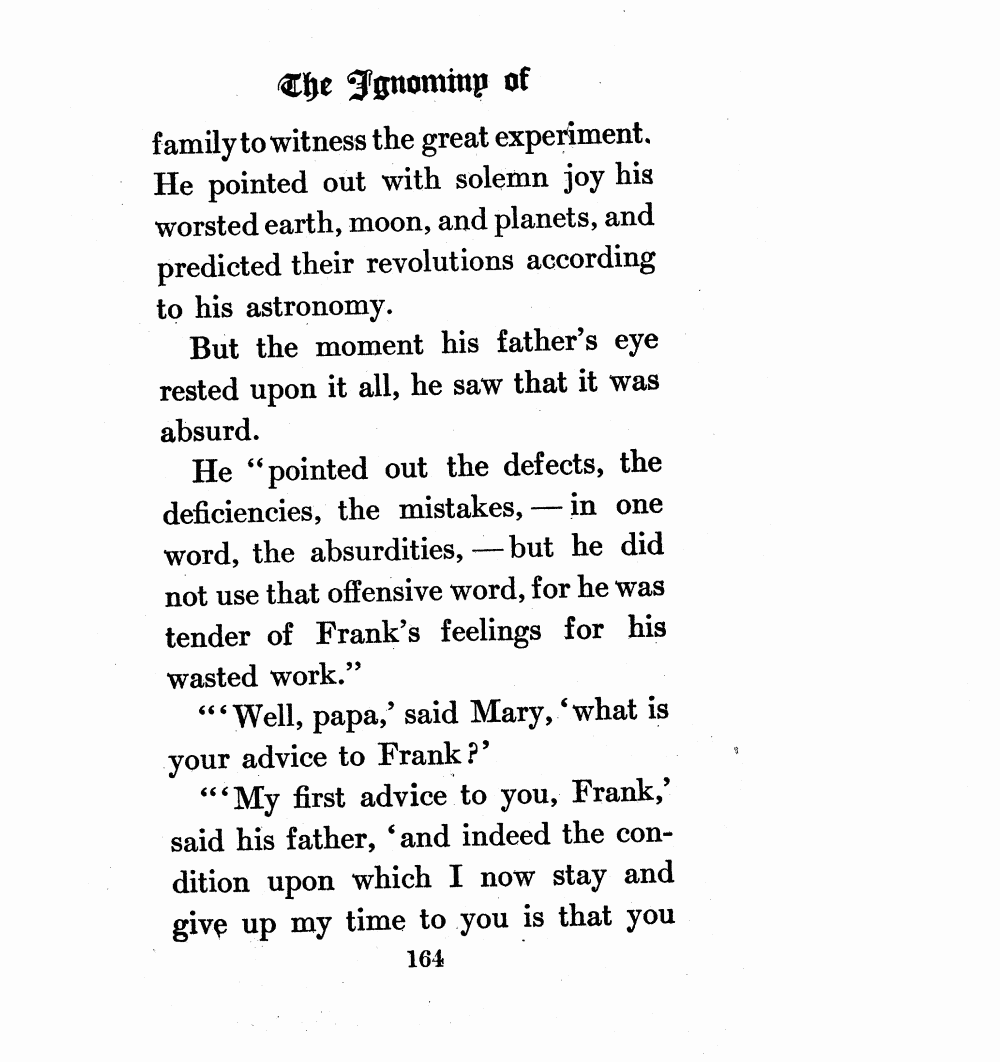 The Ignominy of
family to witness the great experiment.
He pointed out with solemn joy his
worsted earth, moon, and planets, and
predicted their revolutions according
to his astronomy.
But the moment his father’s eye
rested upon it all, he saw that it was
absurd.
He “pointed out the defects, the
deficiencies, the mistakes, — in one
word, the absurdities, — but he did
not use that offensive word, for he was
tender of Frank’s feelings for his
wasted work.”
“‘Well, papa,’ said Mary, ‘what is
your advice to Frank?’
“‘My first advice to you, Frank,’
said his father, ‘and indeed the con-
dition upon which I now stay and
give up my time to you is that you
164